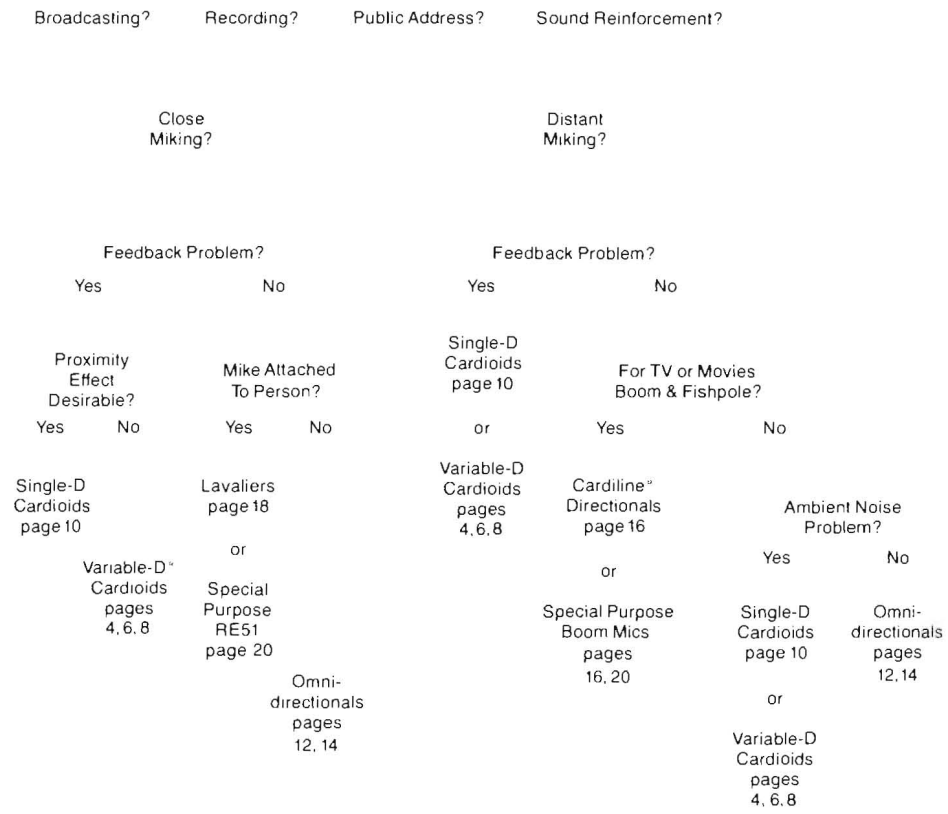 Broadcasting? Recording? Public Address? Sound Reinforcement?
Close
Miking?
Distant
Miking?
Feedback Problem?
Yes No
Feedback Problem?
Yes No
Proximity
Effect
Desirable?
Yes No
Mike Attached
To Person?
Yes No
Single-D
Cardioids
page 10
or
Variable-D
Cardioids
pages
4,6,8
For TV or Movies
Boom & Fishpole?
Yes No
Single-D
Cardioids
page 10
Variable-D®
Cardioids
pages
4,6,8
Lavaliers
page 18
or
Special
Purpose
RE51
page 20
Omni-
directionals
pages
12, 14
Cardiline®
Directionals
page 16
or
Special Purpose
Boom Mics
pages
16, 20
Ambient Noise
Problem?
Yes No
Single-D
Cardioids
page 10
or
Variable-D
Cardioids
pages
4, 6, 8
Omni-
directionals
pages
12,14